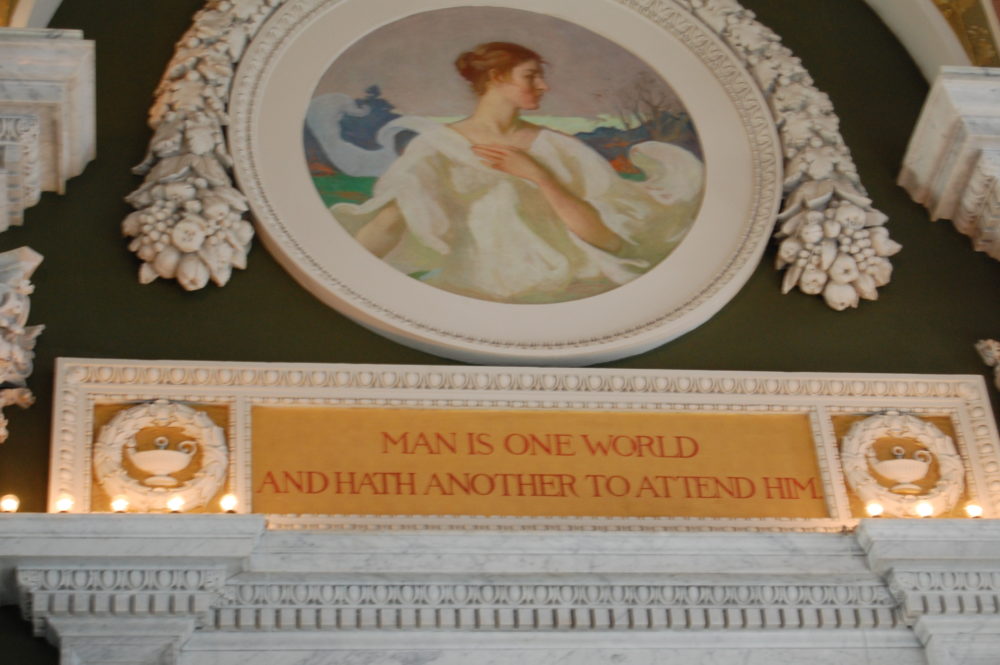 MAN IS ONE WORLD
AND HATH ANOTHER TO ATTEND HIM.